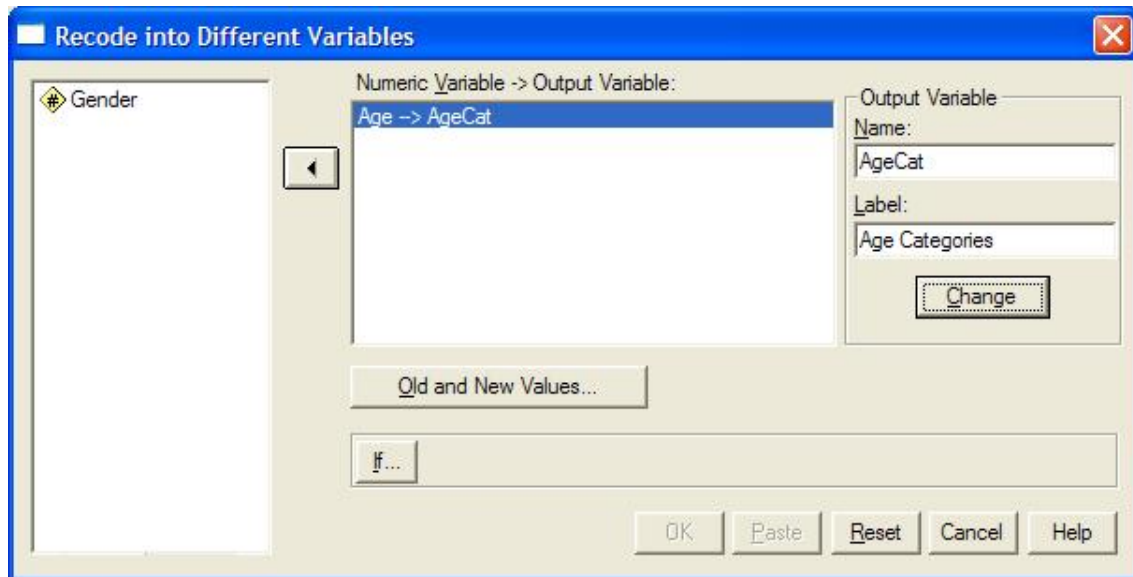 Recode into Different Variables
Gender
Numeric Variable -> Output Variable:
Age --> AgeCat
Output Variable
Name:
AgeCat
Label:
Age Categories
Change
Old and New Values...
If...
OK Paste Reset Cancel Help